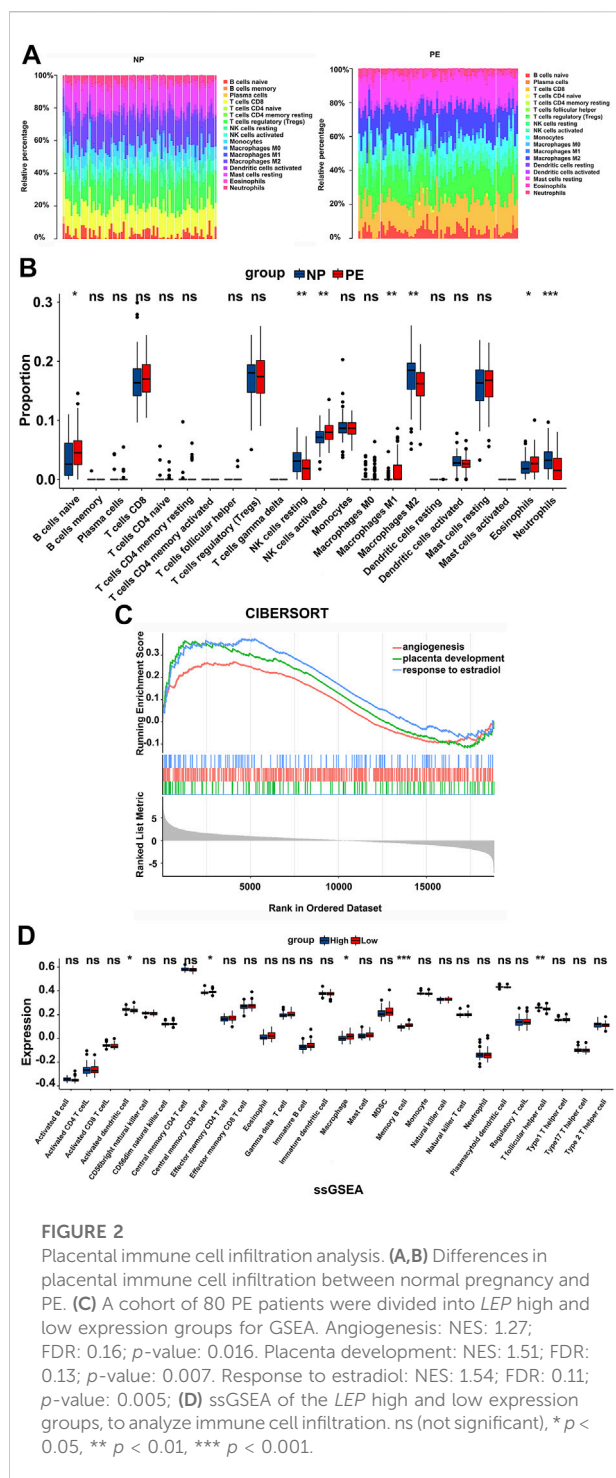 A
NP
PE
100%
80%
60%
40%
20%
0%
Relative percentage
B cells naive
B cells memory
Plasma cells
T cells CD8
T cells CD4 naive
T cells CD4 memory resting
T cells regulatory (Tregs)
NK cells resting
NK cells activated
Monocytes
Macrophages M0
Macrophages M1
Macrophages M2
Dendritic cells activated
Mast cells resting
Eosinophils
Neutrophils
100%
80%
60%
40%
20%
0%
Relative percentage
B cells naive
Plasma cells
T cells CD8
T cells CD4 memory resting
T cells follicular helper
T cells regulatory (Tregs)
NK cells resting
NK cells activated
Monocytes
Macrophages M0
Macrophages M1
Macrophages M2
Dendritic cells resting
Dendritic cells activated
Mast cells resting
Eosinophils
Neutrophils
B
group NP PE
* ns ns ns ns ns ns ns ** ** ns ns ** ** ns ns ns * ***
0.3
0.2
0.1
0.0
Proportion
B cells naive
B cells memory
Plasma cells
T cells CD8
T cells CD4 naive
T cells CD4 memory resting
T cells CD4 memory activated
T cells follicular helper
T cells regulatory (Tregs)
T cells gamma delta
NK cells resting
NK cells activated
Monocytes
Macrophages M0
Macrophages M1
Macrophages M2
Dendritic cells resting
Dendritic cells activated
Mast cells resting
Mast cells activated
Eosinophils
Neutrophils
CIBERSORT
C
0.3
0.2
0.1
0.0
-0.1
Running Enrichment Score
angiogenesis
placenta development
response to estradiol
5
0
-5
Ranked List Metric
5000 10000 15000
Rank in Ordered Dataset
D
group High Low
ns ns ns * ns ns ns * ns ns ns ns ns ns * ns ns *** ns ns ns ns ns ns ** ns ns ns
0.6
0.4
0.2
0.0
-0.2
-0.4
Expression
Activated B cell
Activated CD4 T cell
Activated CD8 T cell
Activated dendritic cell
CD56bright natural killer cell
CD56dim natural killer cell
Central memory CD4 T cell
Central memory CD8 T cell
Effector memory CD4 T cell
Effector memory CD8 T cell
Eosinophil
Gamma delta T cell
Immature B cell
Immature dendritic cell
Macrophage
Mast cell
MDSC
Memory B cell
Monocyte
Natural killer cell
Natural killer T cell
Neutrophil
Plasmacytoid dendritic cell
Regulatory T cell
T follicular helper cell
Type1 T helper cell
Type17 T helper cell
Type 2 T helper cell
ssGSEA
FIGURE 2
Placental immune cell infiltration analysis. (A,B) Differences in
placental immune cell infiltration between normal pregnancy and
PE. (C) A cohort of 80 PE patients were divided into LEP high and
low expression groups for GSEA. Angiogenesis: NES: 1.27;
FDR: 0.16; p-value: 0.016. Placenta development: NES: 1.51; FDR:
0.13; p-value: 0.007. Response to estradiol: NES: 1.54; FDR: 0.11;
p-value: 0.005; (D) ssGSEA of the LEP high and low expression
groups, to analyze immune cell infiltration. ns (not significant), * p <
0.05, ** p < 0.01, *** p < 0.001.